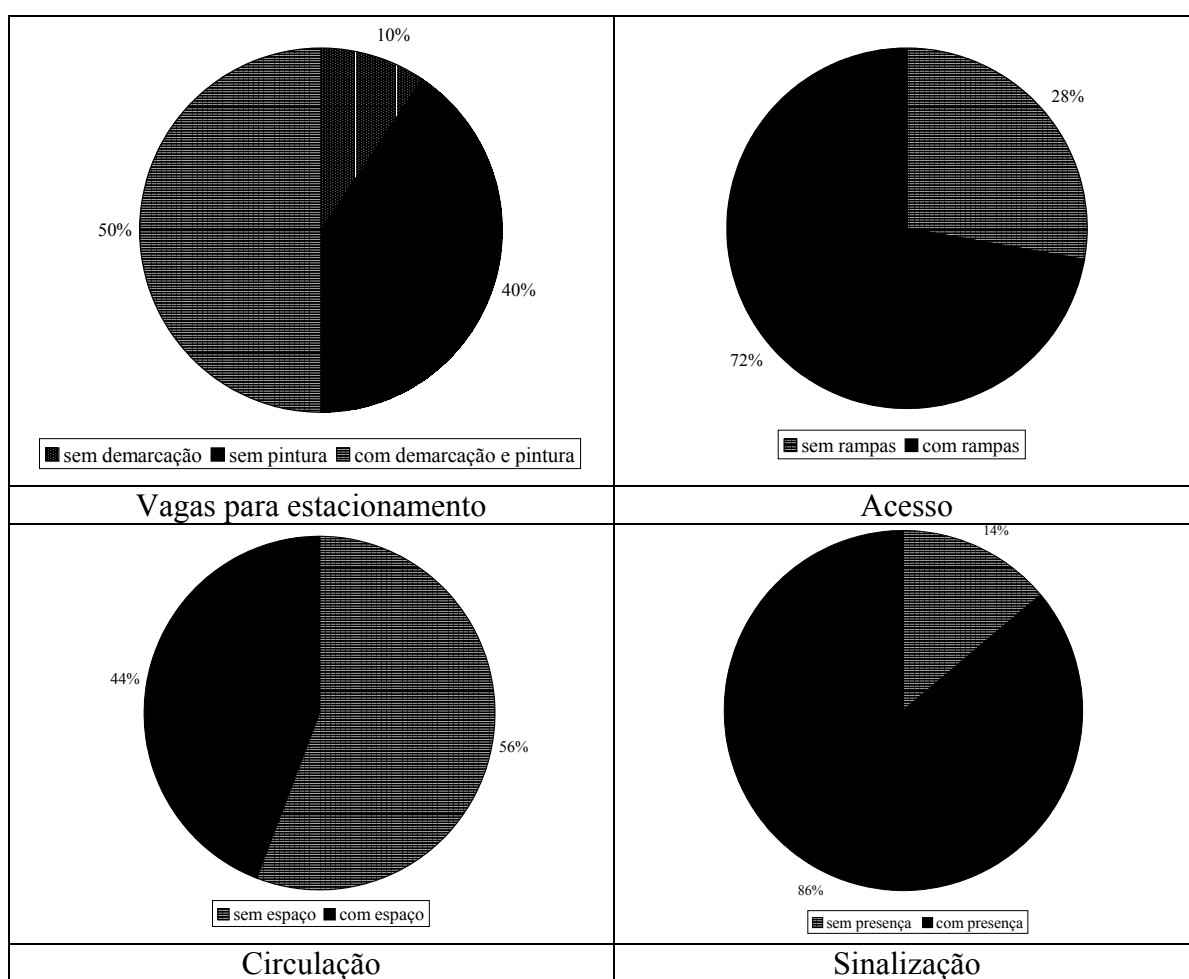 10%
50%
40%
sem demarcação sem pintura com demarcação e pintura
Vagas para estacionamento
28%
72%
sem rampas com rampas
Acesso
44%
56%
sem espaço com espaço
Circulação
14%
86%
sem presença com presença
Sinalização